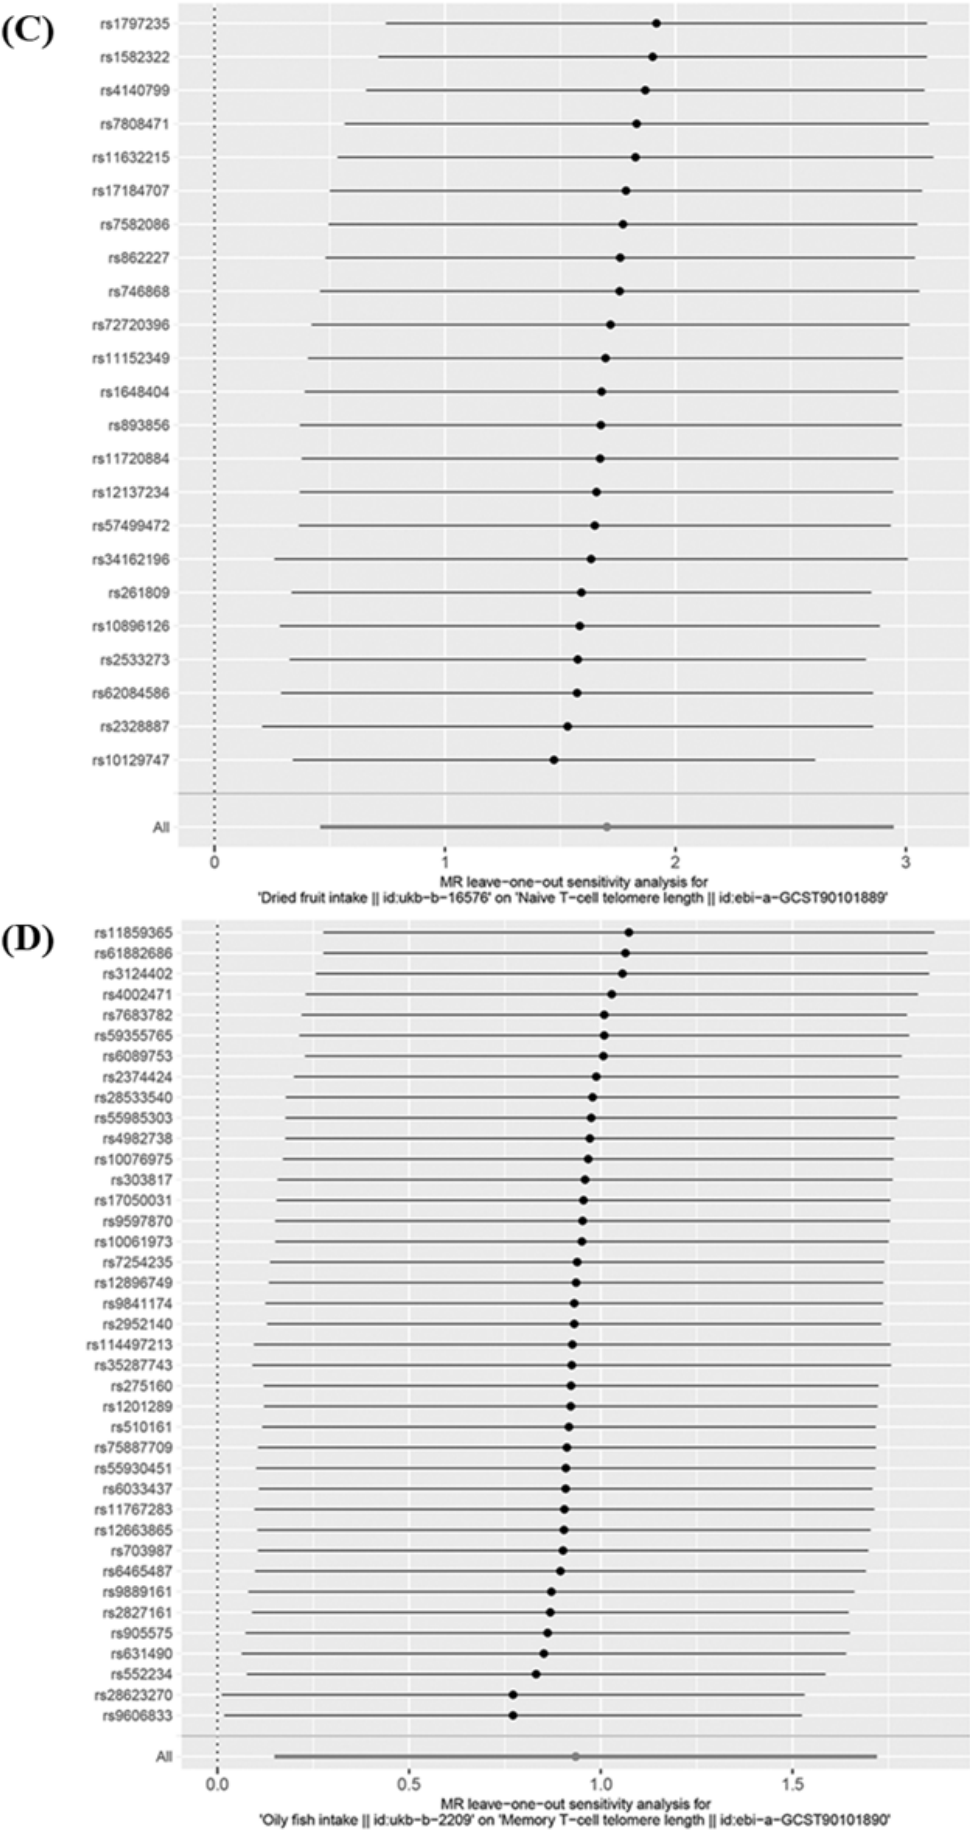 (C)
rs1797235
rs1582322
rs4140799
rs7808471
rs11632215
rs17184707
rs7582086
rs862227
rs746868
rs72720396
rs11152349
rs1648404
rs893856
rs11720884
rs12137234
rs57499472
rs34162196
rs261809
rs10896126
rs2533273
rs62084586
rs2328887
rs10129747
All
0 1 2 3
MR leave−one−out sensitivity analysis for
'Dried fruit intake || id:ukb−b−16576' on 'Naive T−cell telomere length || id:ebi−a−GCST90101889'
(D)
rs11859365
rs61882686
rs3124402
rs4002471
rs7683782
rs59355765
rs6089753
rs2374424
rs28533540
rs55985303
rs4982738
rs10076975
rs303817
rs17050031
rs9597870
rs10061973
rs7254235
rs12896749
rs9841174
rs2952140
rs114497213
rs35287743
rs275160
rs1201289
rs510161
rs75887709
rs55930451
rs6033437
rs11767283
rs12663865
rs703987
rs6465487
rs9889161
rs2827161
rs905575
rs631490
rs552234
rs28623270
rs9606833
All
0.0 0.5 1.0 1.5
MR leave−one−out sensitivity analysis for
'Oily fish intake || id:ukb−b−2209' on 'Memory T−cell telomere length || id:ebi−a−GCST90101890'